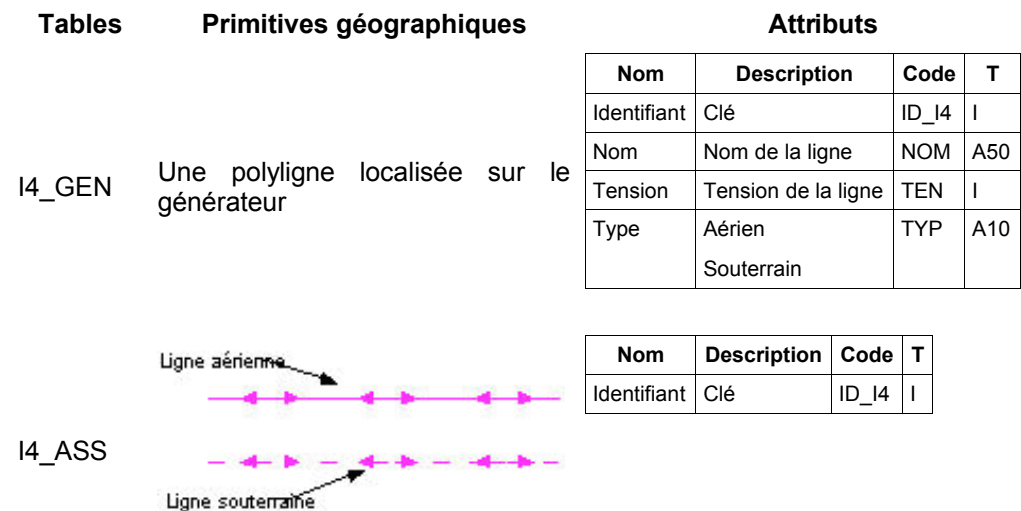 Tables Primitives géographiques Attributs
Nom Description Code T
Identifiant Clé ID_I4 I
Nom Nom de la ligne NOM A50
Tension Tension de la ligne TEN I
Type Aérien TYP A10
Souterrain
I4_GEN Une polyligne localisée sur le
générateur
Nom Description Code T
Identifiant Clé ID_I4 I
Ligne aérienne
I4_ASS
Ligne souterraine